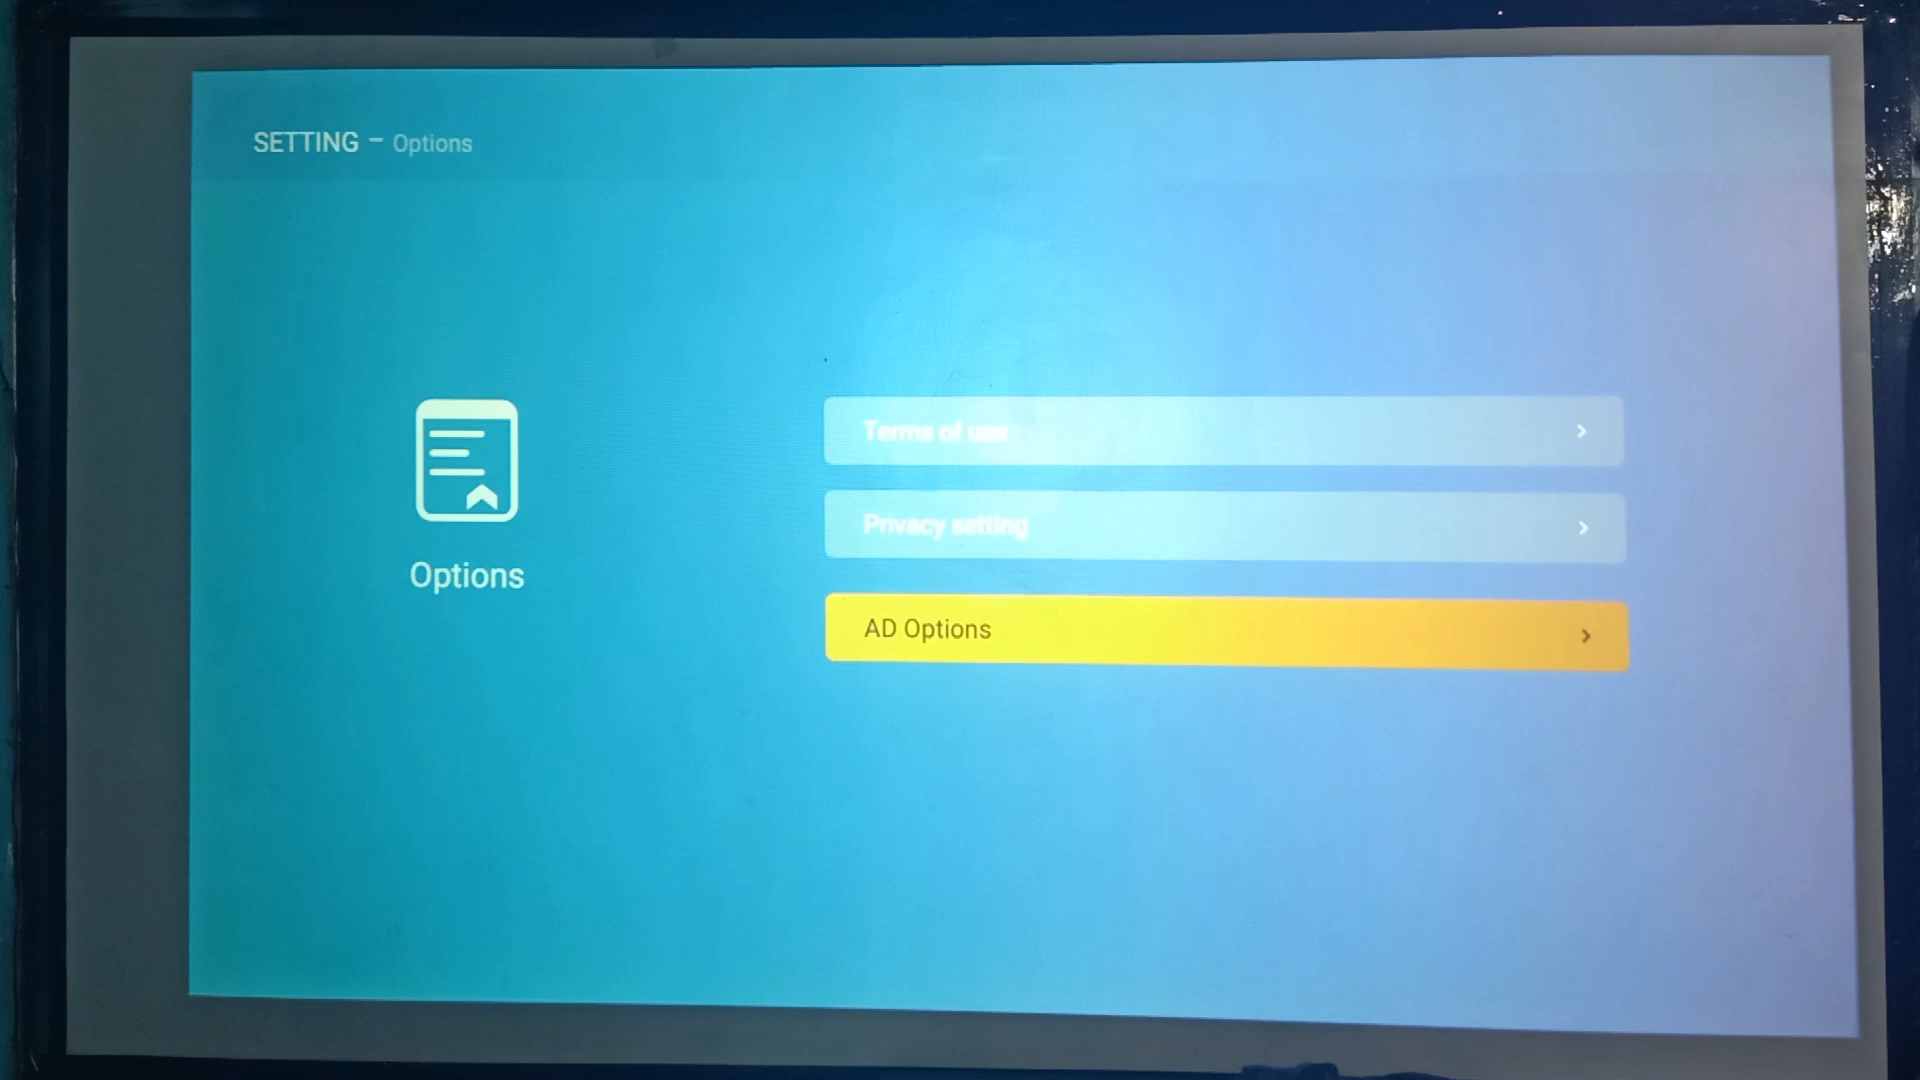 SETTING – Options
Terms of use
Privacy setting
AD Options
Options